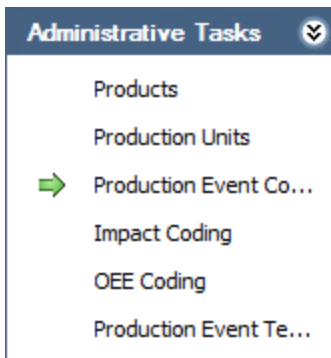 Administrative Tasks
Products
Production Units
Production Event Co...
Impact Coding
OEE Coding
Production Event Te...